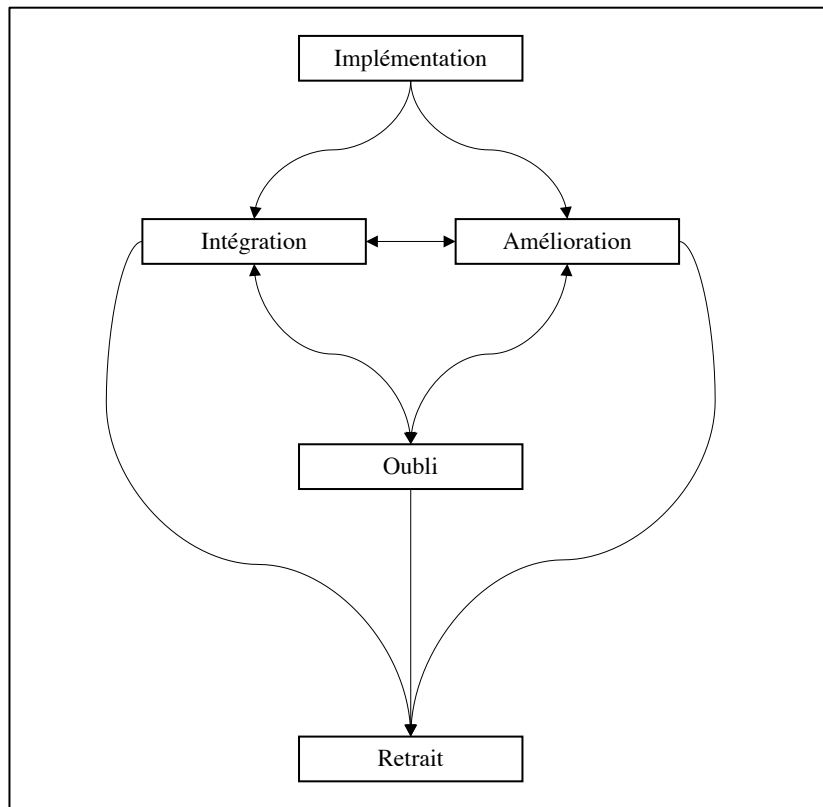 Implémentation
Intégration
Amélioration
Oubli
Retrait